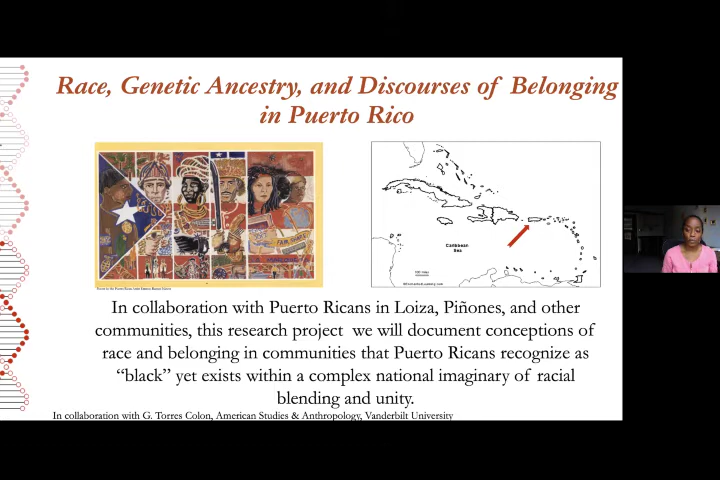 Race, Genetic Ancestry, and Discourses of Belonging
in Puerto Rico
Caribbean
Sea
In collaboration with Puerto Ricans in Loiza, Piñones, and other
communities, this research project we will document conceptions of
race and belonging in communities that Puerto Ricans recognize as
“black” yet exists within a complex national imaginary of racial
blending and unity.
In collaboration with G. Torres Colon, American Studies & Anthropology, Vanderbilt University